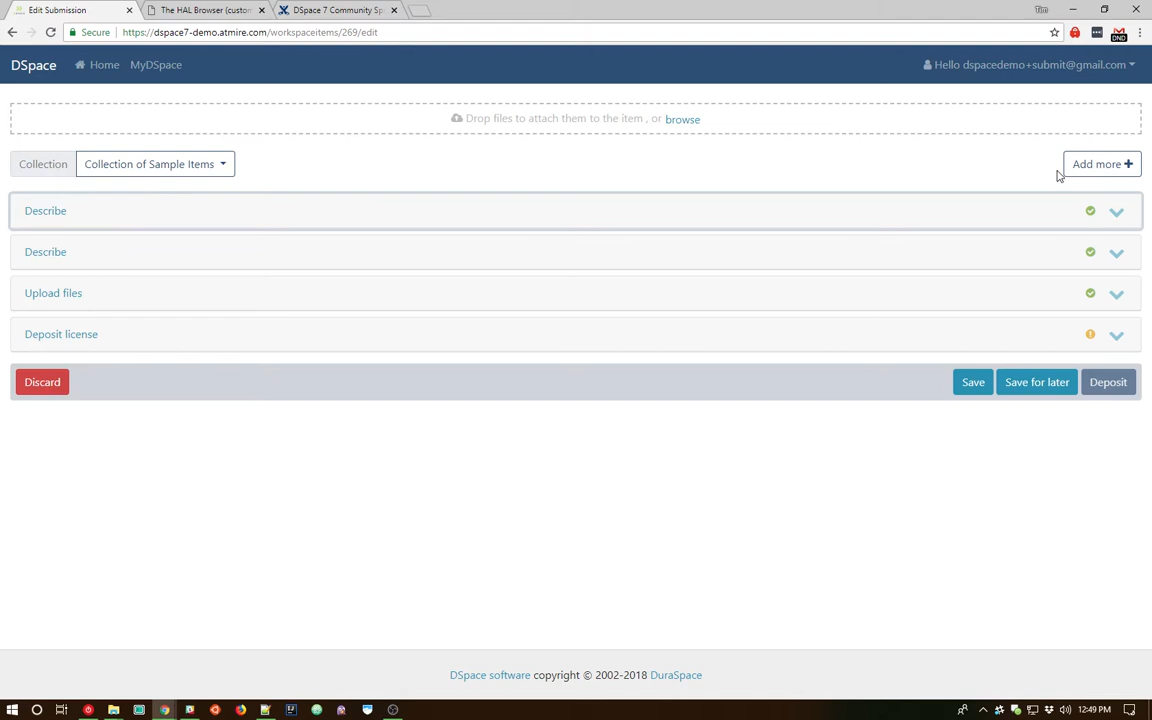 Edit Submission
The HAL Browser (custom
DSpace 7 Community Sp
Tim
Secure
https://dspace7-demo.atmire.com/workspaceitems/269/edit
DND
DSpace
Home
MyDSpace
Hello dspacedemo+submit@gmail.com
Drop files to attach them to the item , or browse
Collection
Collection of Sample Items
Add more
Describe
Describe
Upload files
Deposit license
Discard
Save
Save for later
Deposit
DSpace software copyright © 2002-2018 DuraSpace
12:49 PM